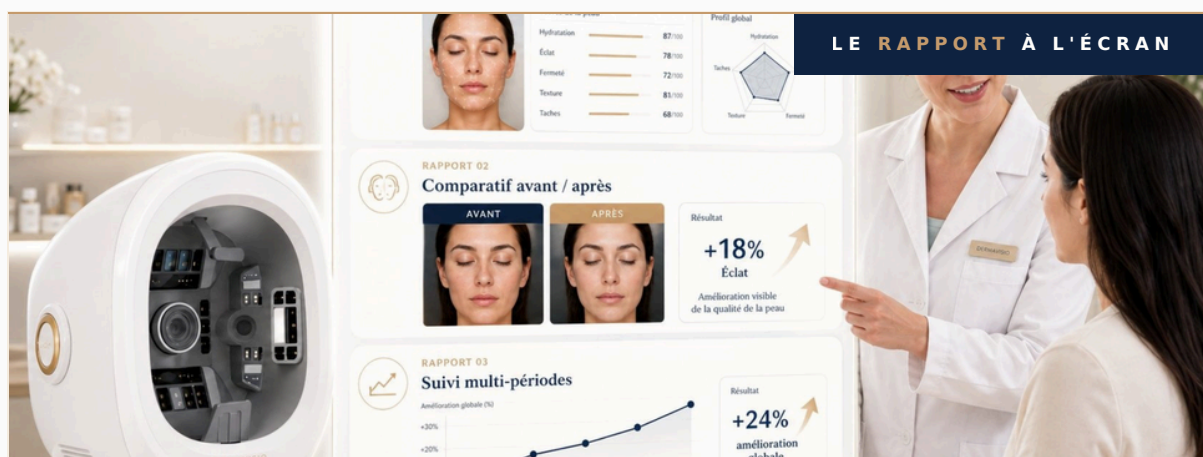 LE RAPPORT À L'ÉCRAN
Profil global
Hydratation 87/100
Éclat 78/100
Fermeté 72/100
Texture 81/100
Taches 68/100
Hydratation
Taches
Texture
Fermeté
RAPPORT 02
Comparatif avant / après
AVANT
APRÈS
Résultat
+18%
Éclat
Amélioration visible
de la qualité de la peau
RAPPORT 03
Suivi multi-périodes
Amélioration globale (%)
+30%
+20%
Résultat
+24%
amélioration
globale